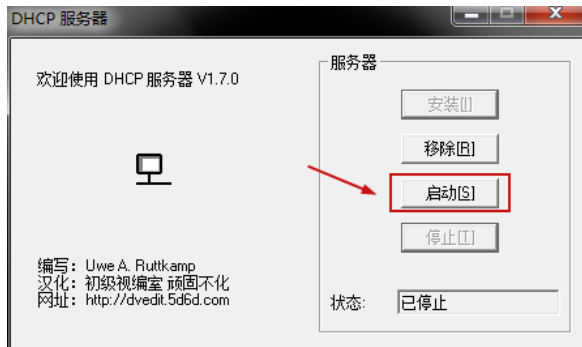 DHCP 服务器
欢迎使用 DHCP 服务器 V1.7.0
服务器
安装[I]
移除[R]
启动[S]
停止[T]
编写：Uwe A. Ruttkamp
汉化：初级视编室 顽固不化
网址：http://dvedit.5d6d.com
状态: 已停止